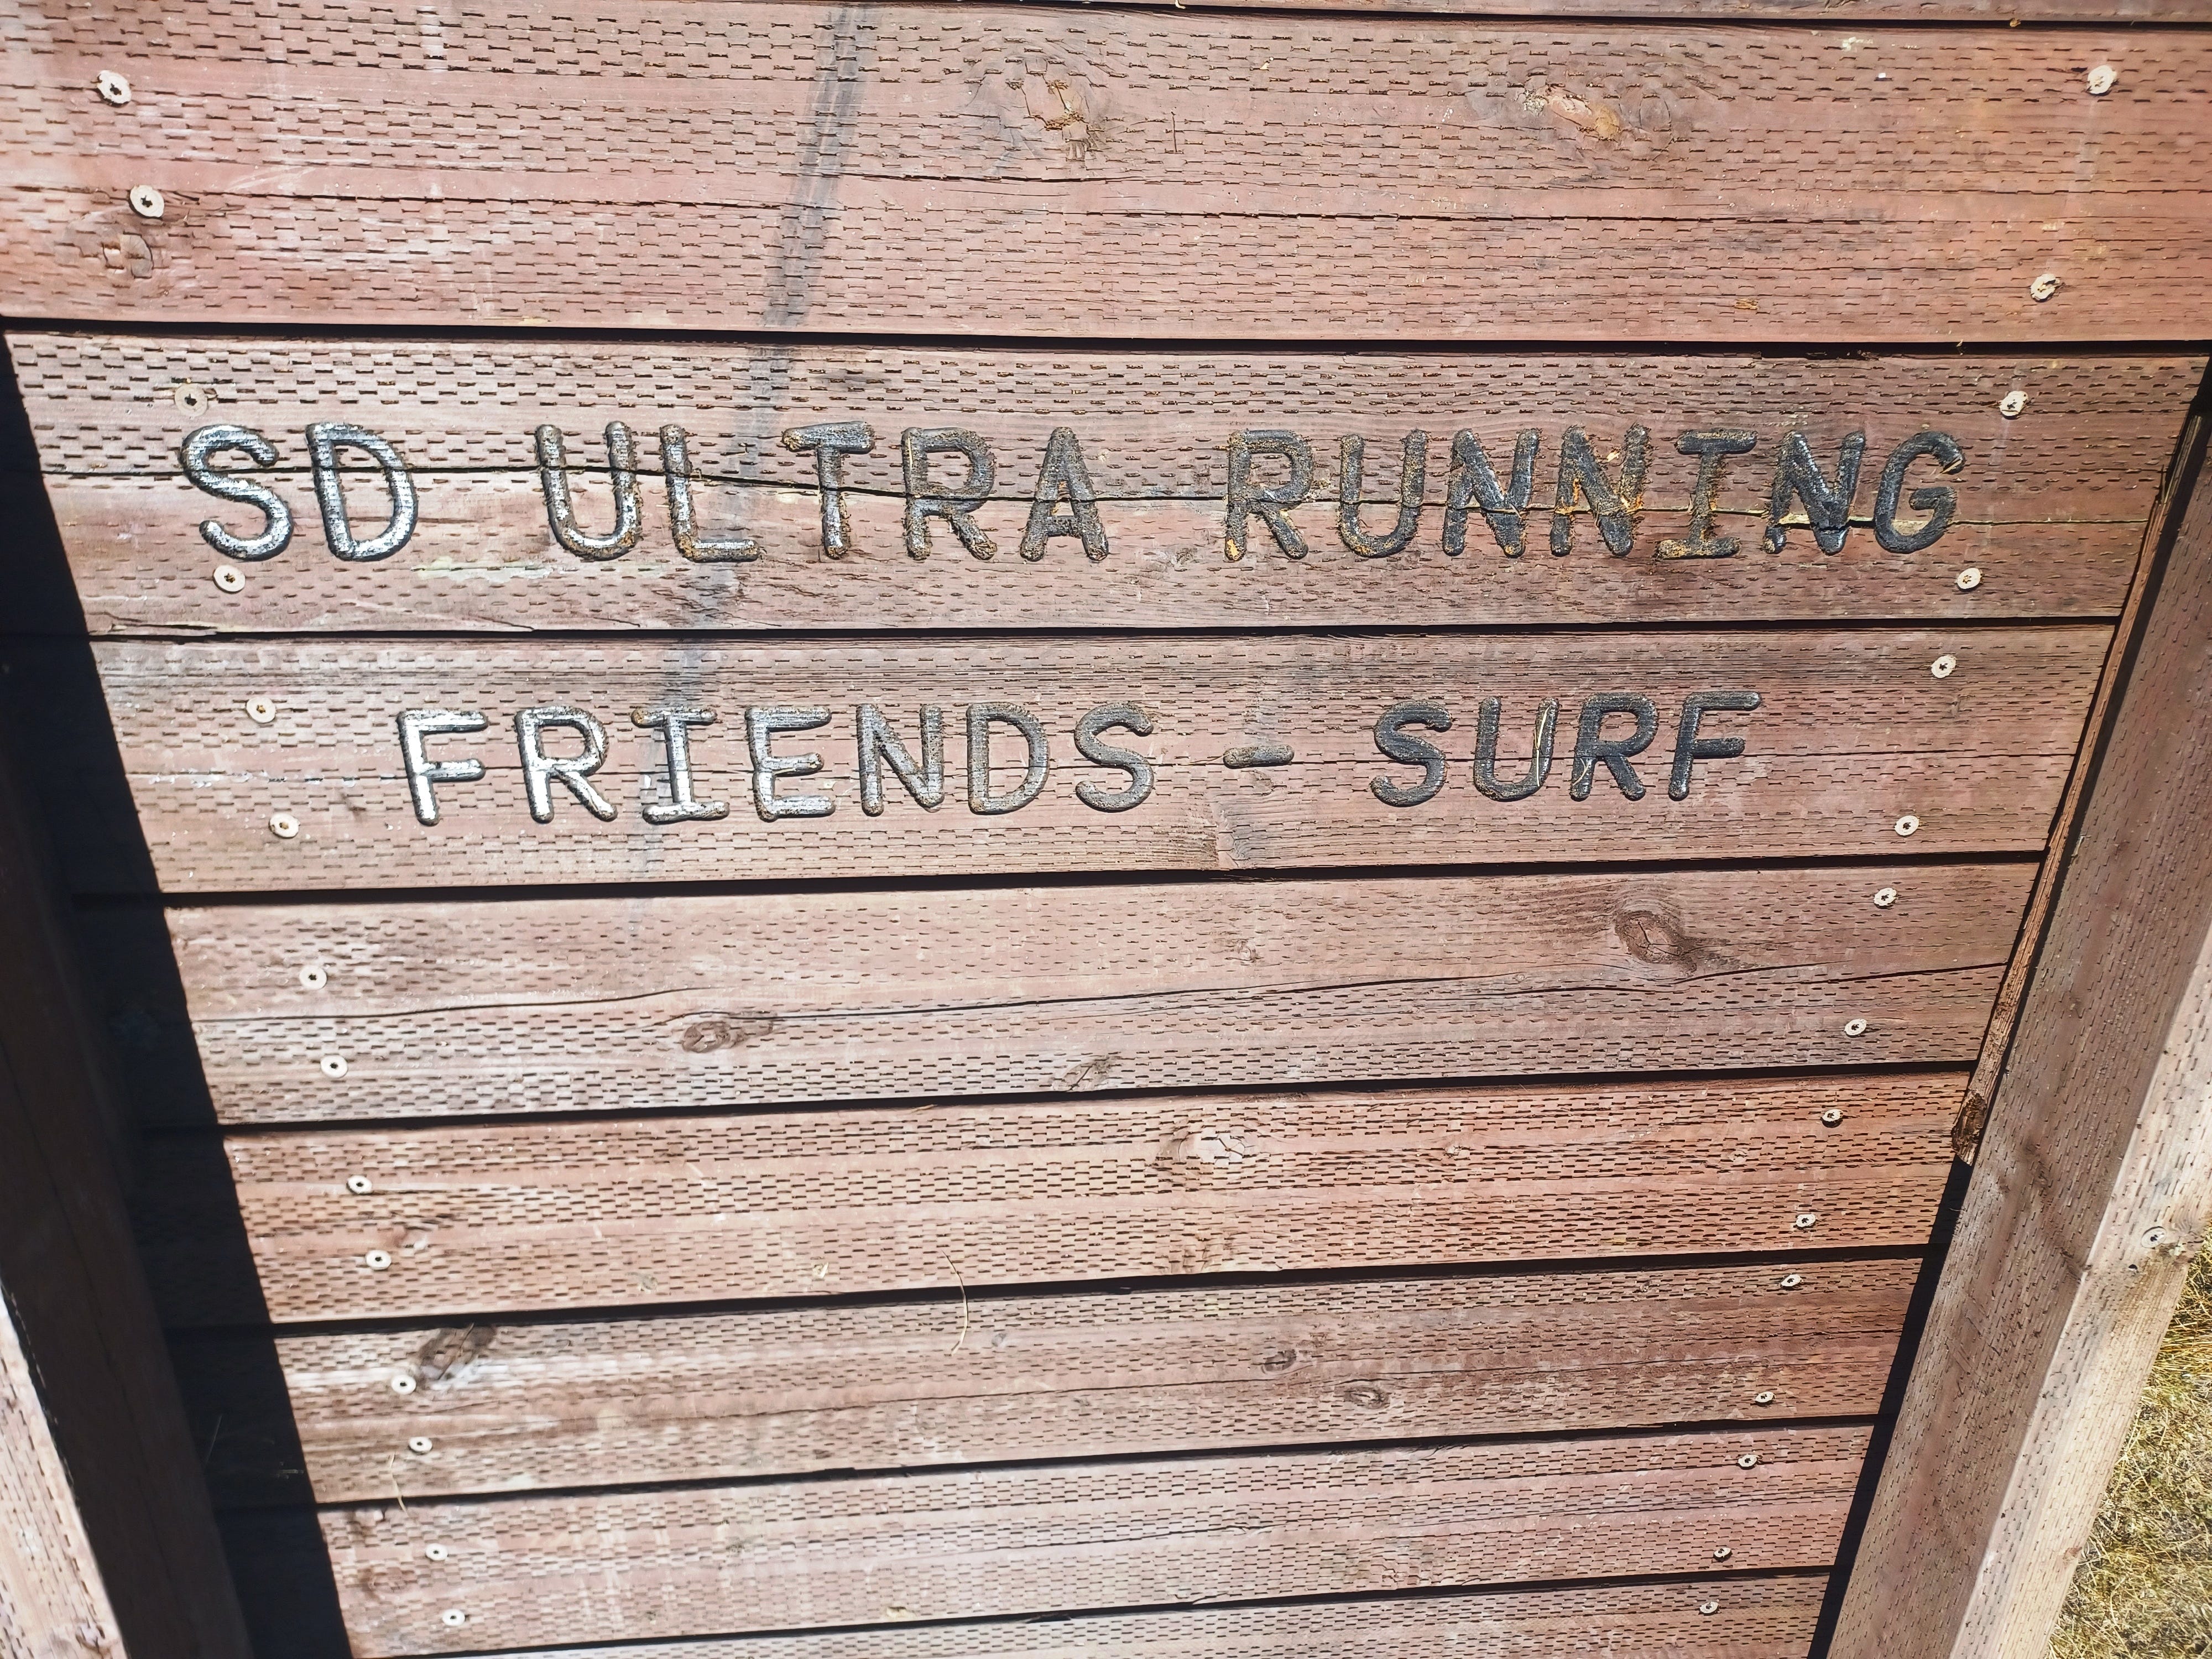 SD ULTRA RUNNING
FRIENDS - SURF